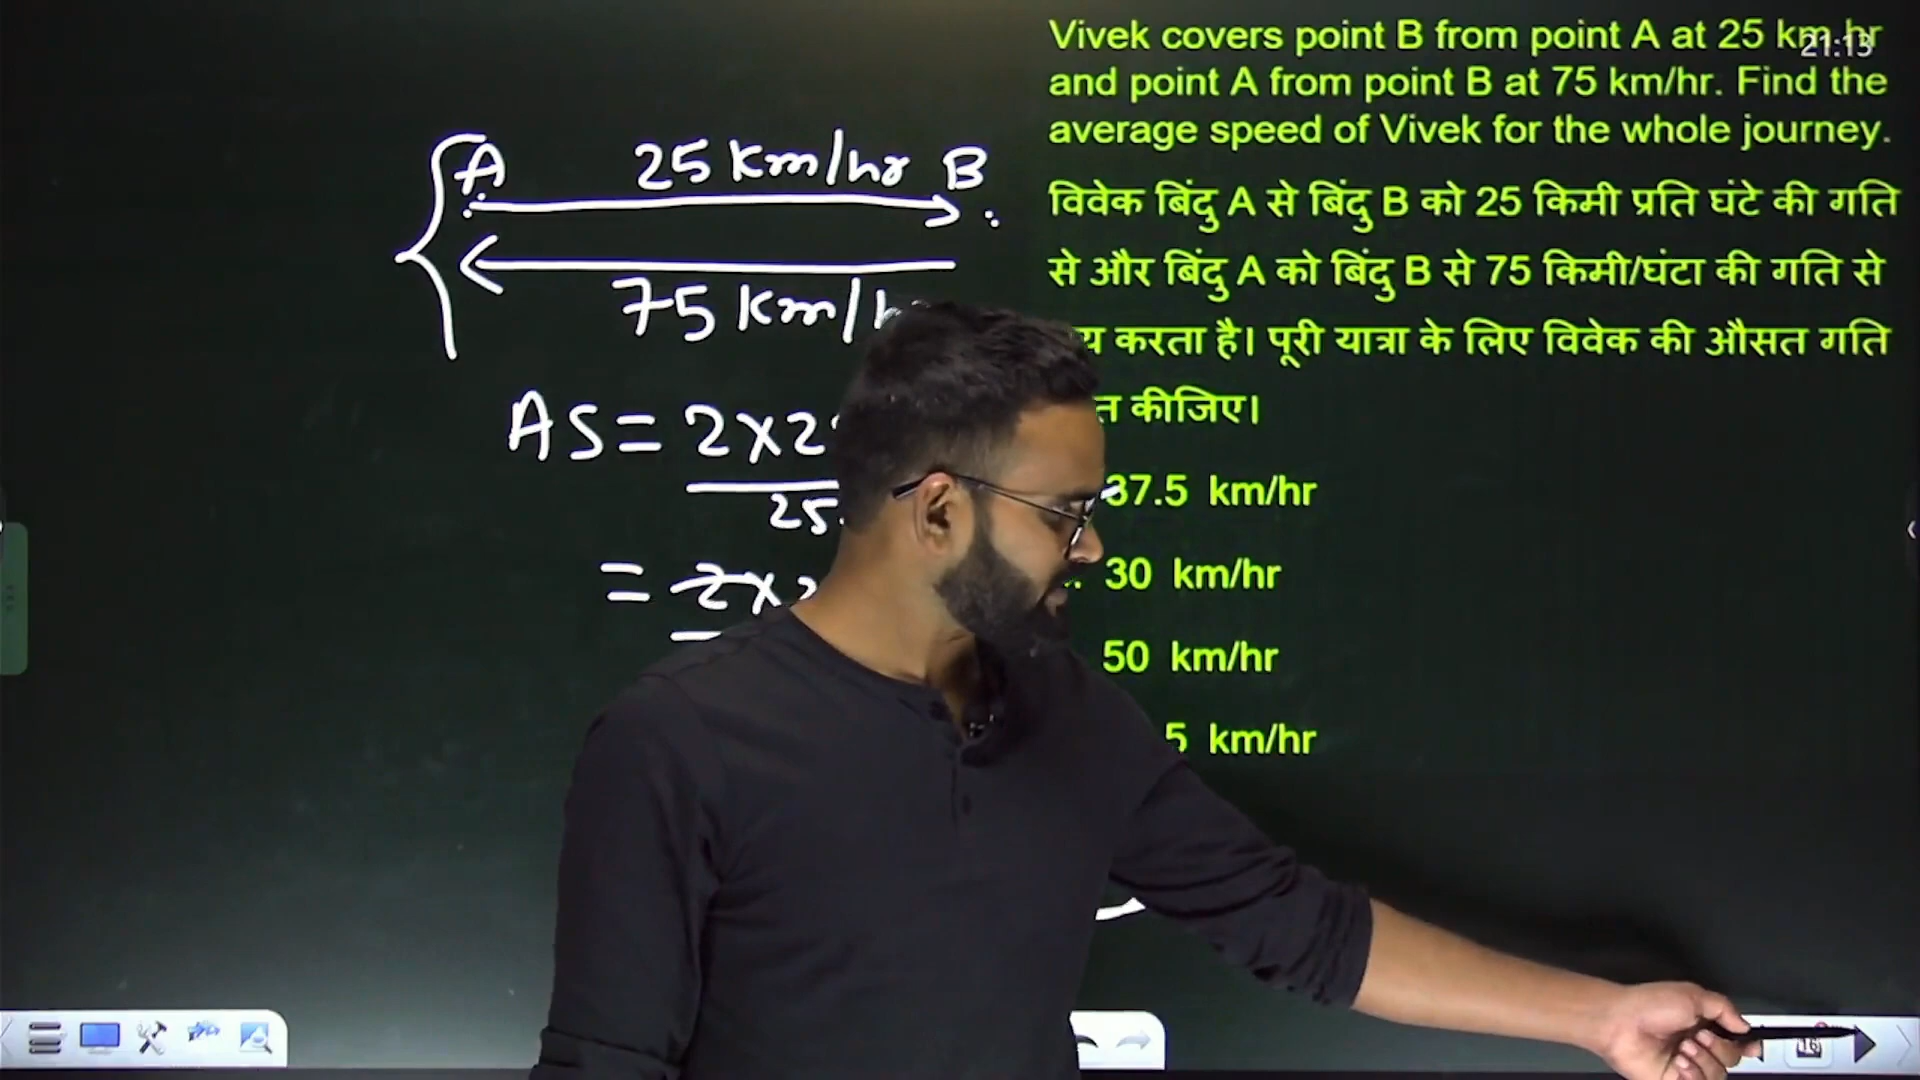 Vivek covers point B from point A at 25 km hr
21:13
and point A from point B at 75 km/hr. Find the
average speed of Vivek for the whole journey.
विवेक बिंदु A से बिंदु B को 25 किमी प्रति घंटे की गति
से और बिंदु A को बिंदु B से 75 किमी/घंटा की गति से
करता है। पूरी यात्रा के लिए विवेक की औसत गति
कीजिए।
37.5 km/hr
30 km/hr
50 km/hr
5 km/hr
A 25 Km/hr B
75 Km/
AS = 2x2
25
= 2x
16